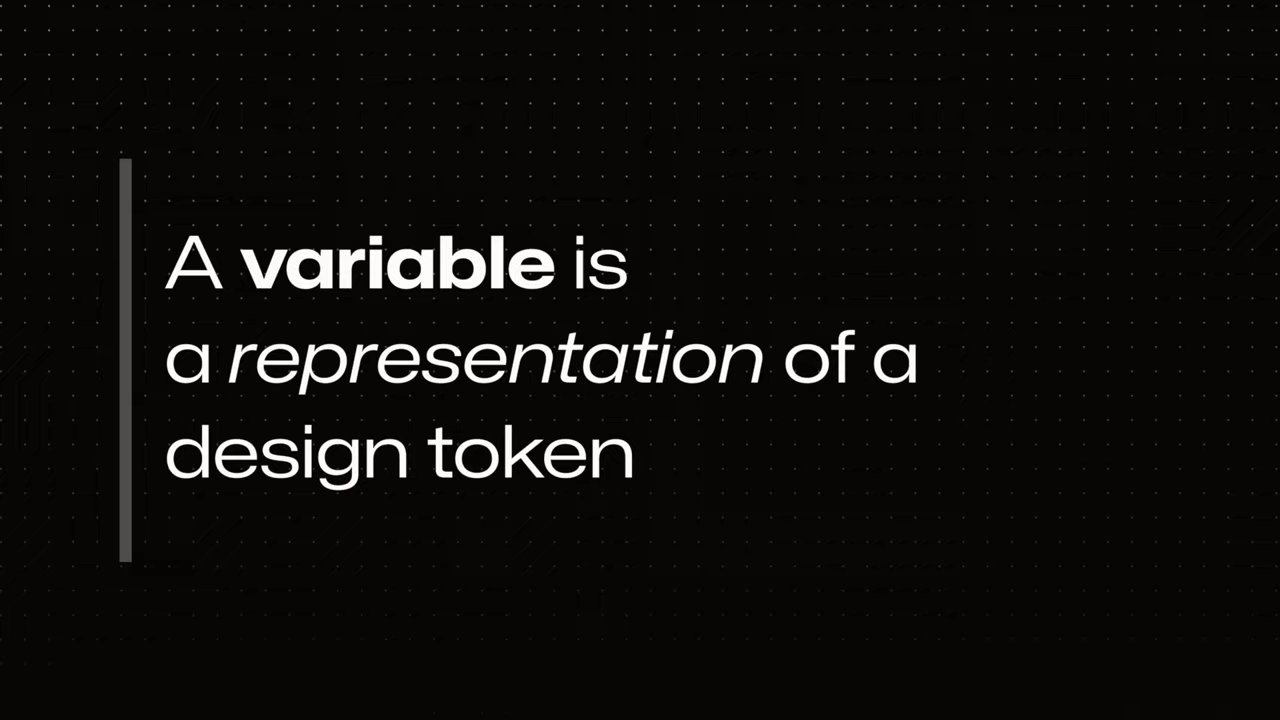 A variable is
a representation of a
design token